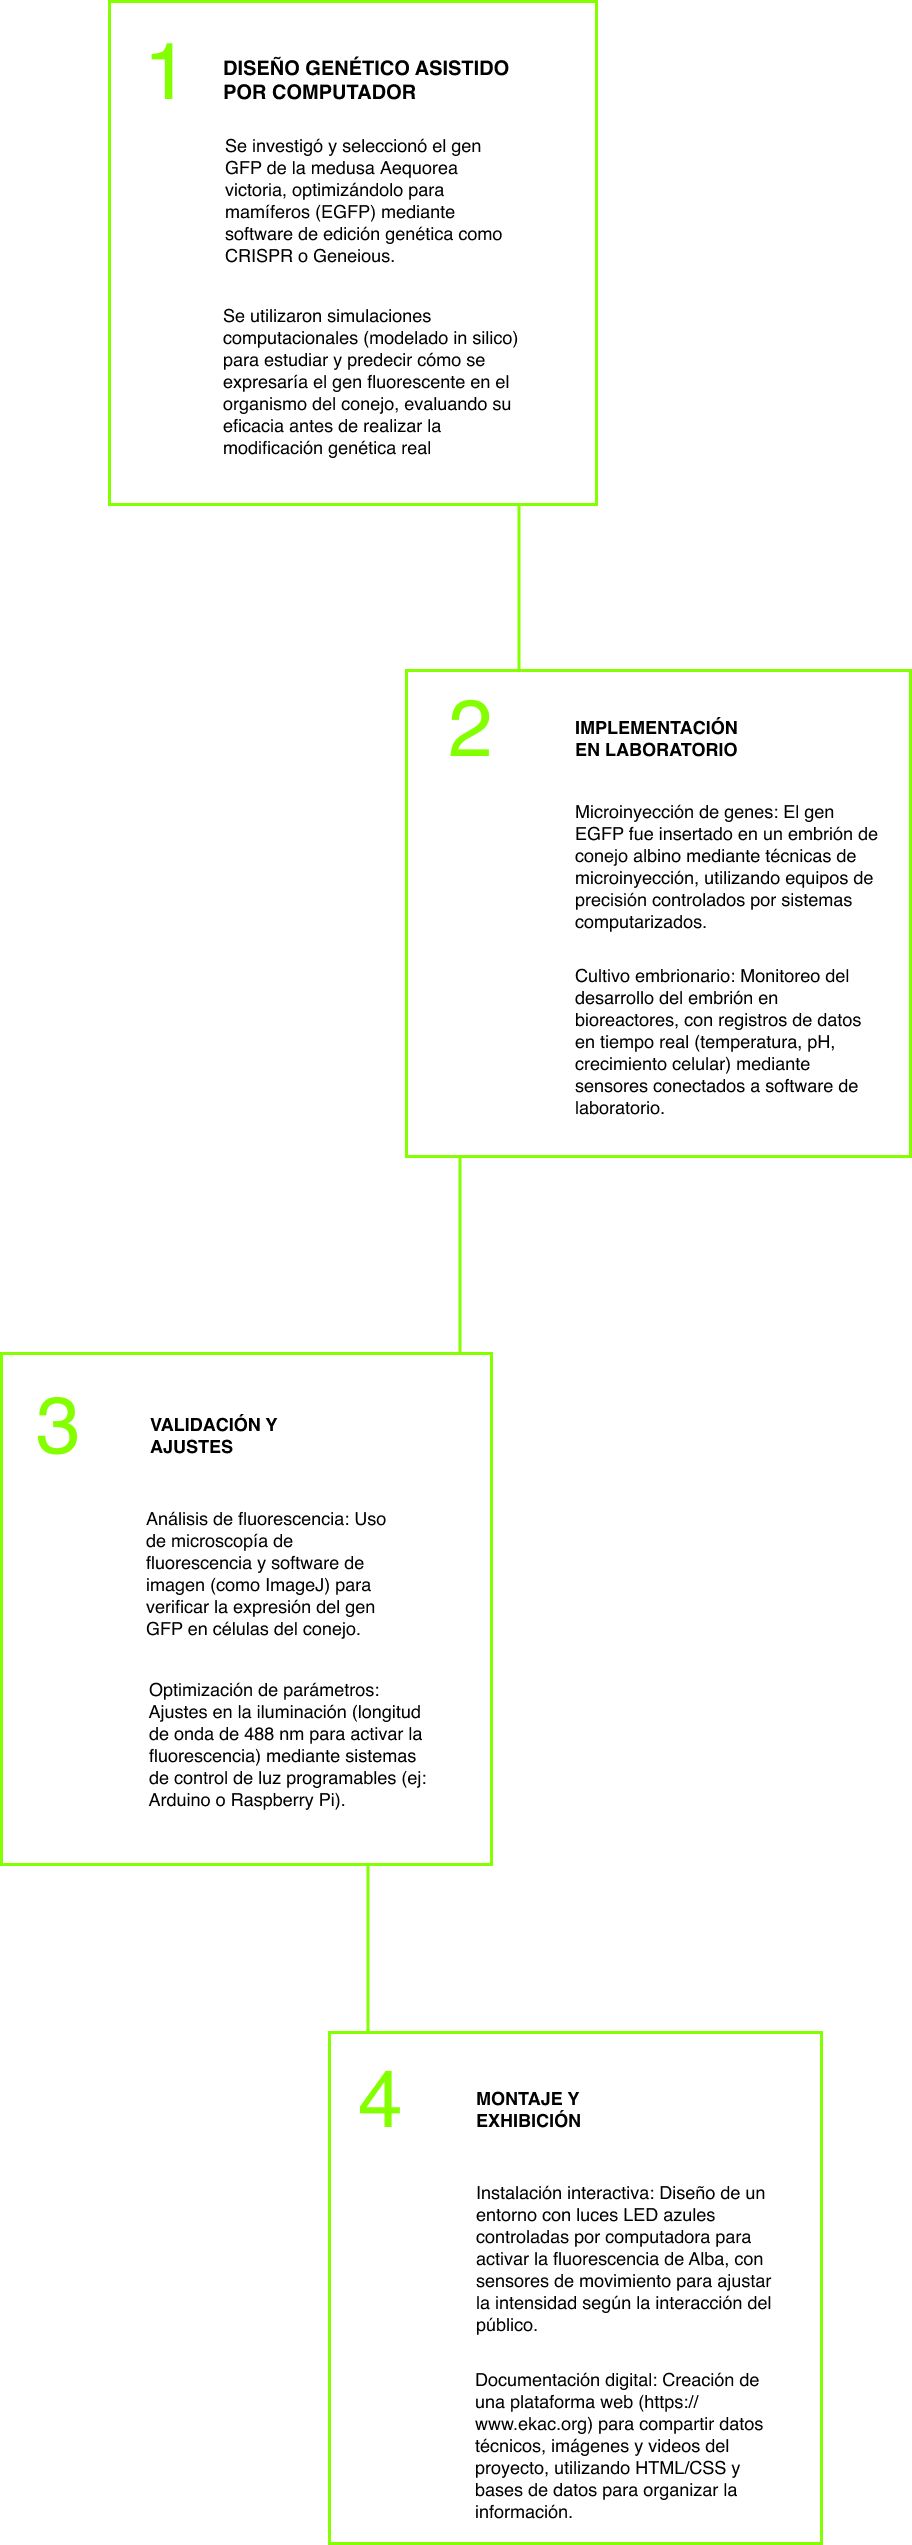 1
DISEÑO GENÉTICO ASISTIDO
POR COMPUTADOR
Se investigó y seleccionó el gen
GFP de la medusa Aequorea
victoria, optimizándolo para
mamíferos (EGFP) mediante
software de edición genética como
CRISPR o Geneious.
Se utilizaron simulaciones
computacionales (modelado in silico)
para estudiar y predecir cómo se
expresaría el gen fluorescente en el
organismo del conejo, evaluando su
eficacia antes de realizar la
modificación genética real
2
IMPLEMENTACIÓN
EN LABORATORIO
Microinyección de genes: El gen
EGFP fue insertado en un embrión de
conejo albino mediante técnicas de
microinyección, utilizando equipos de
precisión controlados por sistemas
computarizados.
Cultivo embrionario: Monitoreo del
desarrollo del embrión en
bioreactores, con registros de datos
en tiempo real (temperatura, pH,
crecimiento celular) mediante
sensores conectados a software de
laboratorio.
3
VALIDACIÓN Y
AJUSTES
Análisis de fluorescencia: Uso
de microscopía de
fluorescencia y software de
imagen (como ImageJ) para
verificar la expresión del gen
GFP en células del conejo.
Optimización de parámetros:
Ajustes en la iluminación (longitud
de onda de 488 nm para activar la
fluorescencia) mediante sistemas
de control de luz programables (ej:
Arduino o Raspberry Pi).
4
MONTAJE Y
EXHIBICIÓN
Instalación interactiva: Diseño de un
entorno con luces LED azules
controladas por computadora para
activar la fluorescencia de Alba, con
sensores de movimiento para ajustar
la intensidad según la interacción del
público.
Documentación digital: Creación de
una plataforma web (https://
www.ekac.org) para compartir datos
técnicos, imágenes y videos del
proyecto, utilizando HTML/CSS y
bases de datos para organizar la
información.